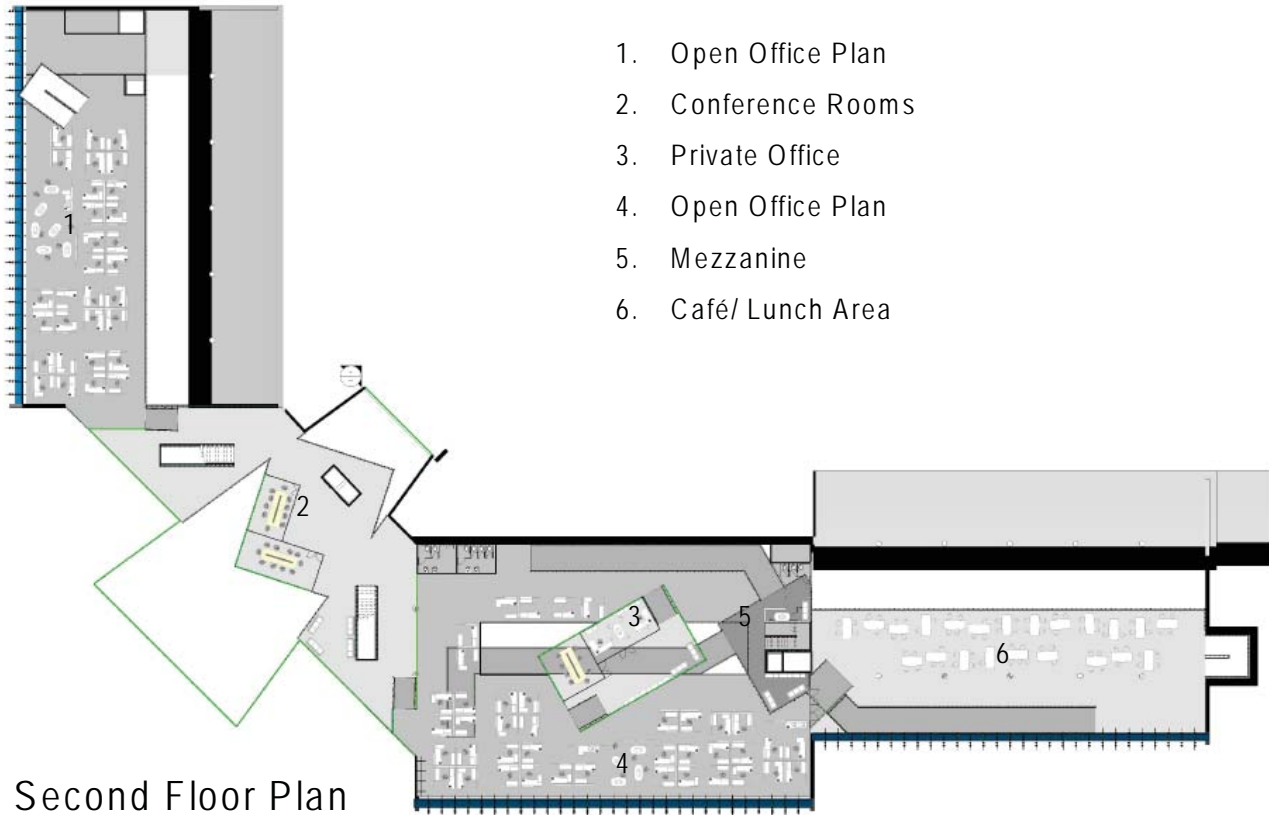 1. Open Office Plan
2. Conference Rooms
3. Private Office
4. Open Office Plan
5. Mezzanine
6. Café/ Lunch Area
1
2
3
5
6
4
Second Floor Plan